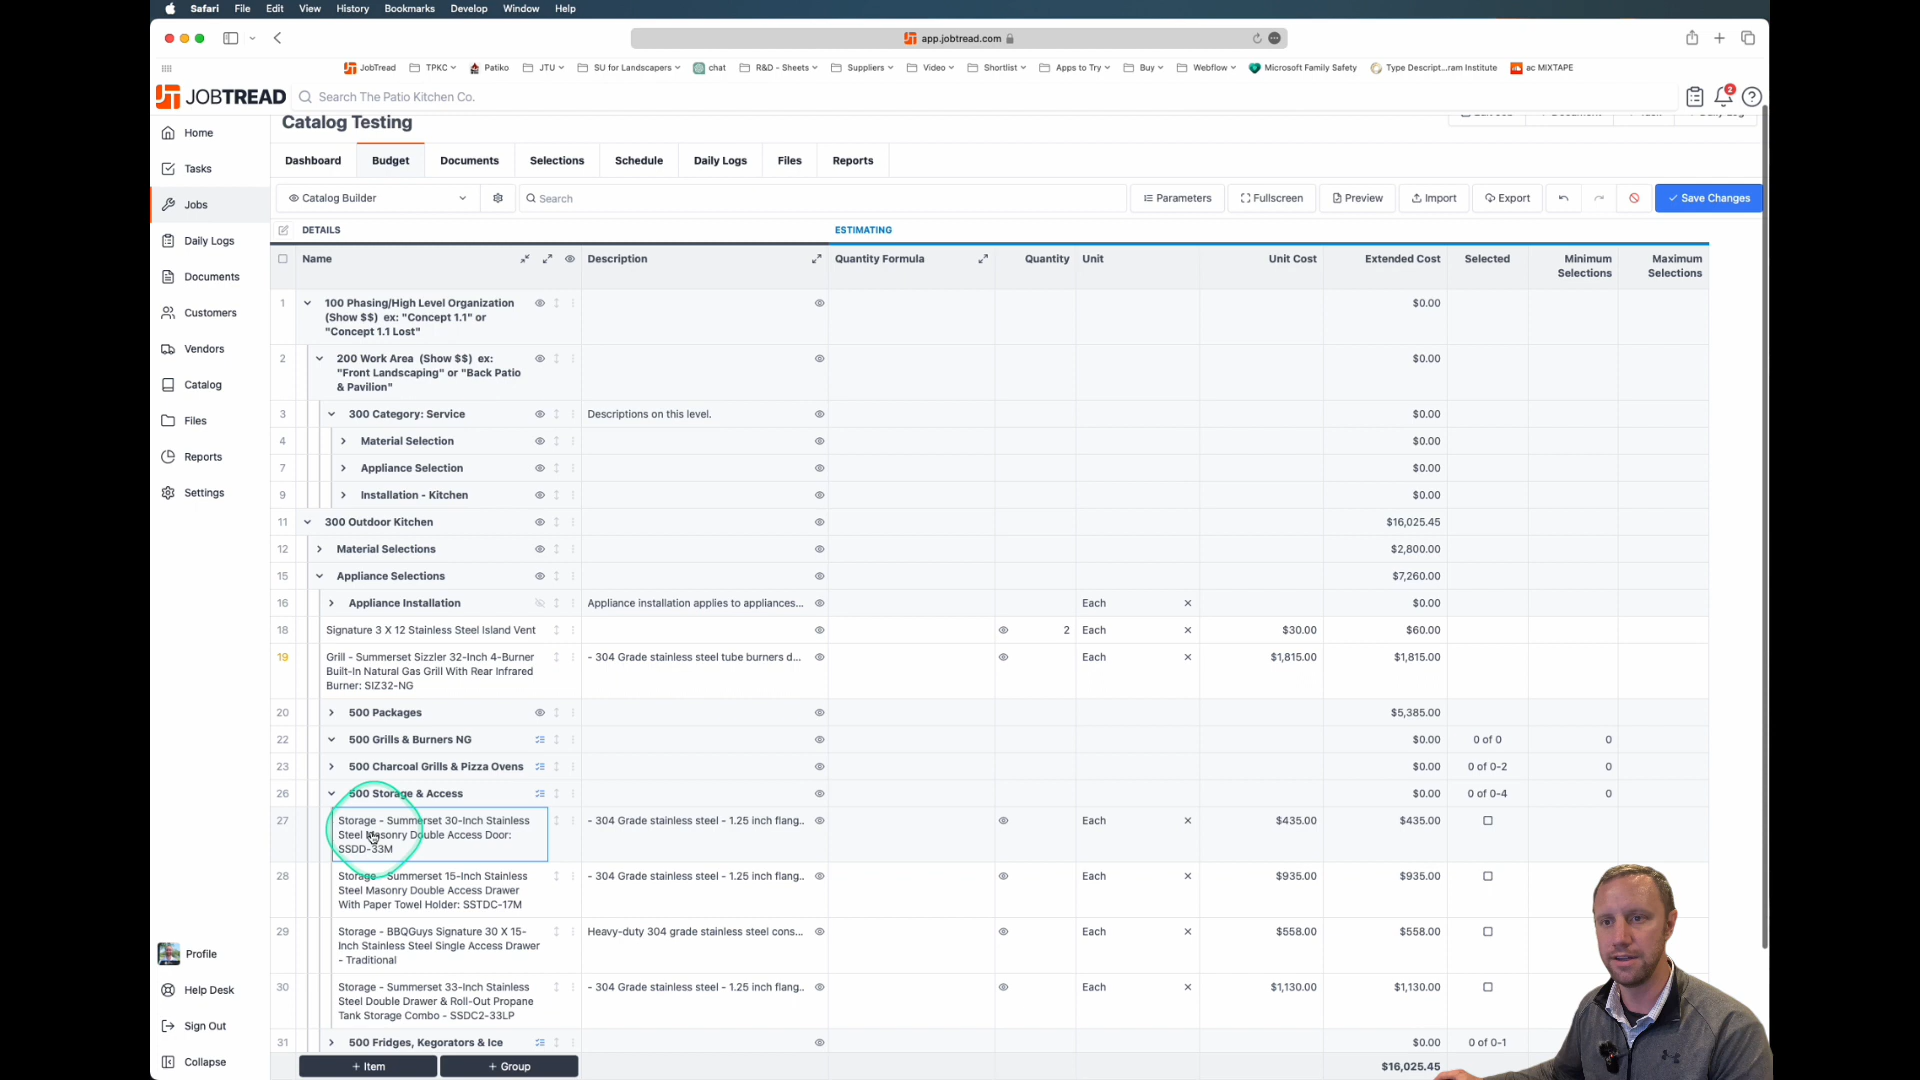 Safari File Edit View History Bookmarks Develop Window Help
app.jobtread.com
JobTread TPKC Patiko JTU SU for Landscapers chat R&D - Sheets Suppliers Video Shortlist Apps to Try Buy Webflow Microsoft Family Safety Type Descript...ram Institute ac MIXTAPE
JOBTREAD Search The Patio Kitchen Co. 2
Catalog Testing
Home
Tasks
Jobs
Daily Logs
Documents
Customers
Vendors
Catalog
Files
Reports
Settings
Profile
Help Desk
Sign Out
Collapse
Dashboard Budget Documents Selections Schedule Daily Logs Files Reports
Catalog Builder Search Parameters Fullscreen Preview Import Export Save Changes
DETAILS ESTIMATING
Name Description Quantity Formula Quantity Unit Unit Cost Extended Cost Selected Minimum Maximum
Selections Selections
1 100 Phasing/High Level Organization $0.00
(Show $$) ex: "Concept 1.1" or
"Concept 1.1 Lost"
2 200 Work Area (Show $$) ex: $0.00
"Front Landscaping" or "Back Patio
& Pavilion"
3 300 Category: Service Descriptions on this level. $0.00
4 Material Selection $0.00
7 Appliance Selection $0.00
9 Installation - Kitchen $0.00
11 300 Outdoor Kitchen $16,025.45
12 Material Selections $2,800.00
15 Appliance Selections $7,260.00
16 Appliance Installation Appliance installation applies to appliances... Each $0.00
18 Signature 3 X 12 Stainless Steel Island Vent 2 Each $30.00 $60.00
19 Grill - Summerset Sizzler 32-Inch 4-Burner - 304 Grade stainless steel tube burners d... Each $1,815.00 $1,815.00
Built-In Natural Gas Grill With Rear Infrared
Burner: SIZ32-NG
20 500 Packages $5,385.00
22 500 Grills & Burners NG $0.00 0 of 0 0
23 500 Charcoal Grills & Pizza Ovens $0.00 0 of 0-2 0
26 500 Storage & Access $0.00 0 of 0-4 0
27 Storage - Summerset 30-Inch Stainless - 304 Grade stainless steel - 1.25 inch flang.. Each $435.00 $435.00
Steel Masonry Double Access Door:
SSDD-33M
28 Storage - Summerset 15-Inch Stainless - 304 Grade stainless steel - 1.25 inch flang.. Each $935.00 $935.00
Steel Masonry Double Access Drawer
With Paper Towel Holder: SSTDC-17M
29 Storage - BBQGuys Signature 30 X 15- Heavy-duty 304 grade stainless steel cons... Each $558.00 $558.00
Inch Stainless Steel Single Access Drawer
- Traditional
30 Storage - Summerset 33-Inch Stainless - 304 Grade stainless steel - 1.25 inch flang.. Each $1,130.00 $1,130.00
Steel Double Drawer & Roll-Out Propane
Tank Storage Combo - SSDC2-33LP
31 500 Fridges, Kegorators & Ice $0.00 0 of 0-1
+ Item + Group $16,025.45